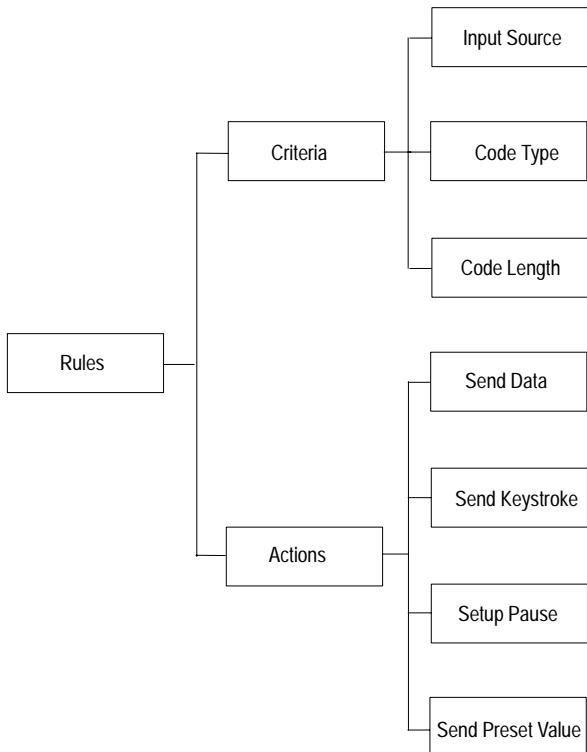 Input Source
Criteria
Code Type
Code Length
Rules
Send Data
Send Keystroke
Actions
Setup Pause
Send Preset Value